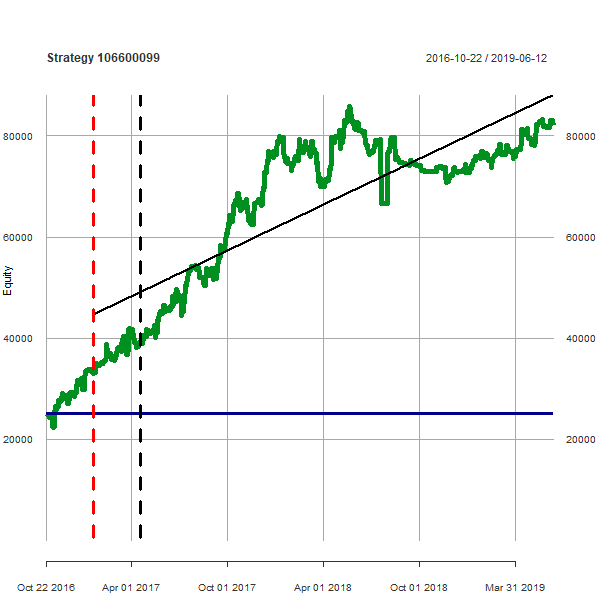 Strategy 106600099
2016-10-22 / 2019-06-12
80000
80000
60000
60000
Equity
40000
40000
20000
20000
Oct 22 2016
Apr 01 2017
Oct 01 2017
Apr 01 2018
Oct 01 2018
Mar 31 2019